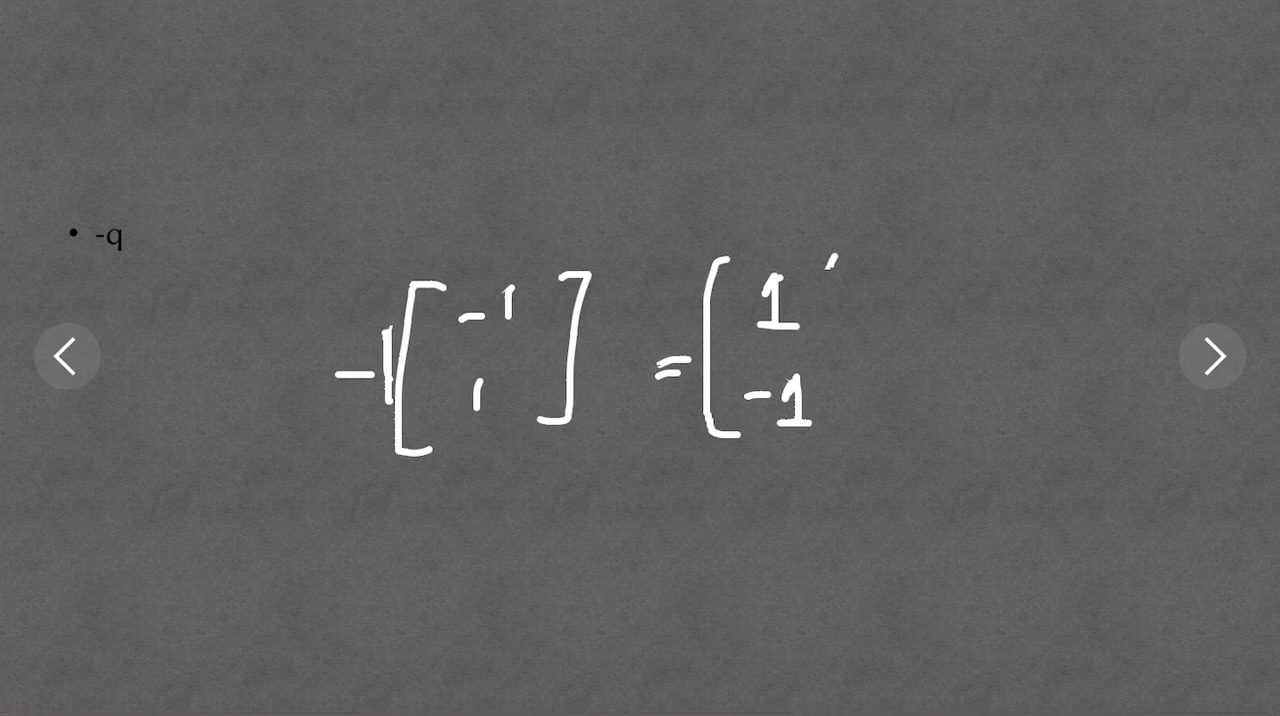 • -q
-1[ -1 ] = [ 1
1 -1